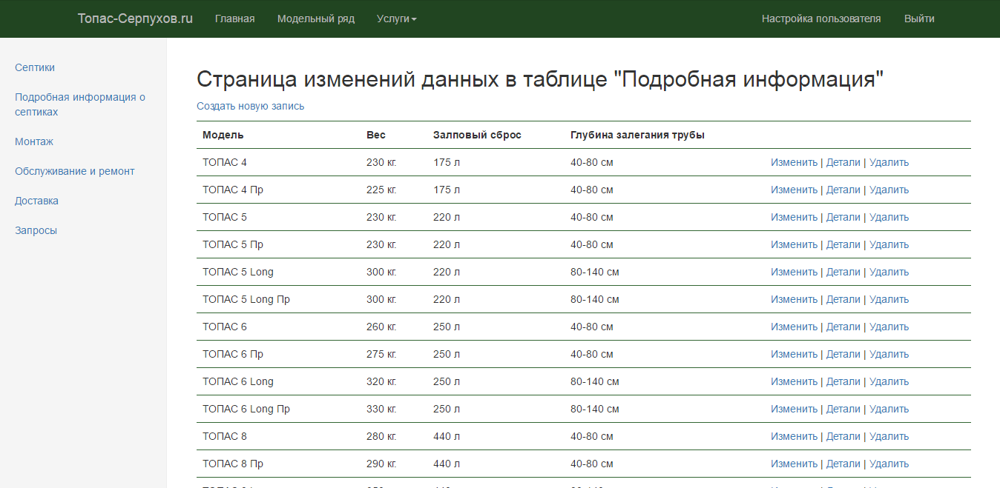 Топас-Серпухов.ru Главная Модельный ряд Услуги Настройка пользователя Выйти
Септики
Подробная информация о
септиках
Монтаж
Обслуживание и ремонт
Доставка
Запросы
Страница изменений данных в таблице "Подробная информация"
Создать новую запись
Модель Вес Залповый сброс Глубина залегания трубы
ТОПАС 4 230 кг. 175 л 40-80 см Изменить | Детали | Удалить
ТОПАС 4 Пр 225 кг. 175 л 40-80 см Изменить | Детали | Удалить
ТОПАС 5 230 кг. 220 л 40-80 см Изменить | Детали | Удалить
ТОПАС 5 Пр 230 кг. 220 л 40-80 см Изменить | Детали | Удалить
ТОПАС 5 Long 300 кг. 220 л 80-140 см Изменить | Детали | Удалить
ТОПАС 5 Long Пр 300 кг. 220 л 80-140 см Изменить | Детали | Удалить
ТОПАС 6 260 кг. 250 л 40-80 см Изменить | Детали | Удалить
ТОПАС 6 Пр 275 кг. 250 л 40-80 см Изменить | Детали | Удалить
ТОПАС 6 Long 320 кг. 250 л 80-140 см Изменить | Детали | Удалить
ТОПАС 6 Long Пр 330 кг. 250 л 80-140 см Изменить | Детали | Удалить
ТОПАС 8 280 кг. 440 л 40-80 см Изменить | Детали | Удалить
ТОПАС 8 Пр 290 кг. 440 л 40-80 см Изменить | Детали | Удалить